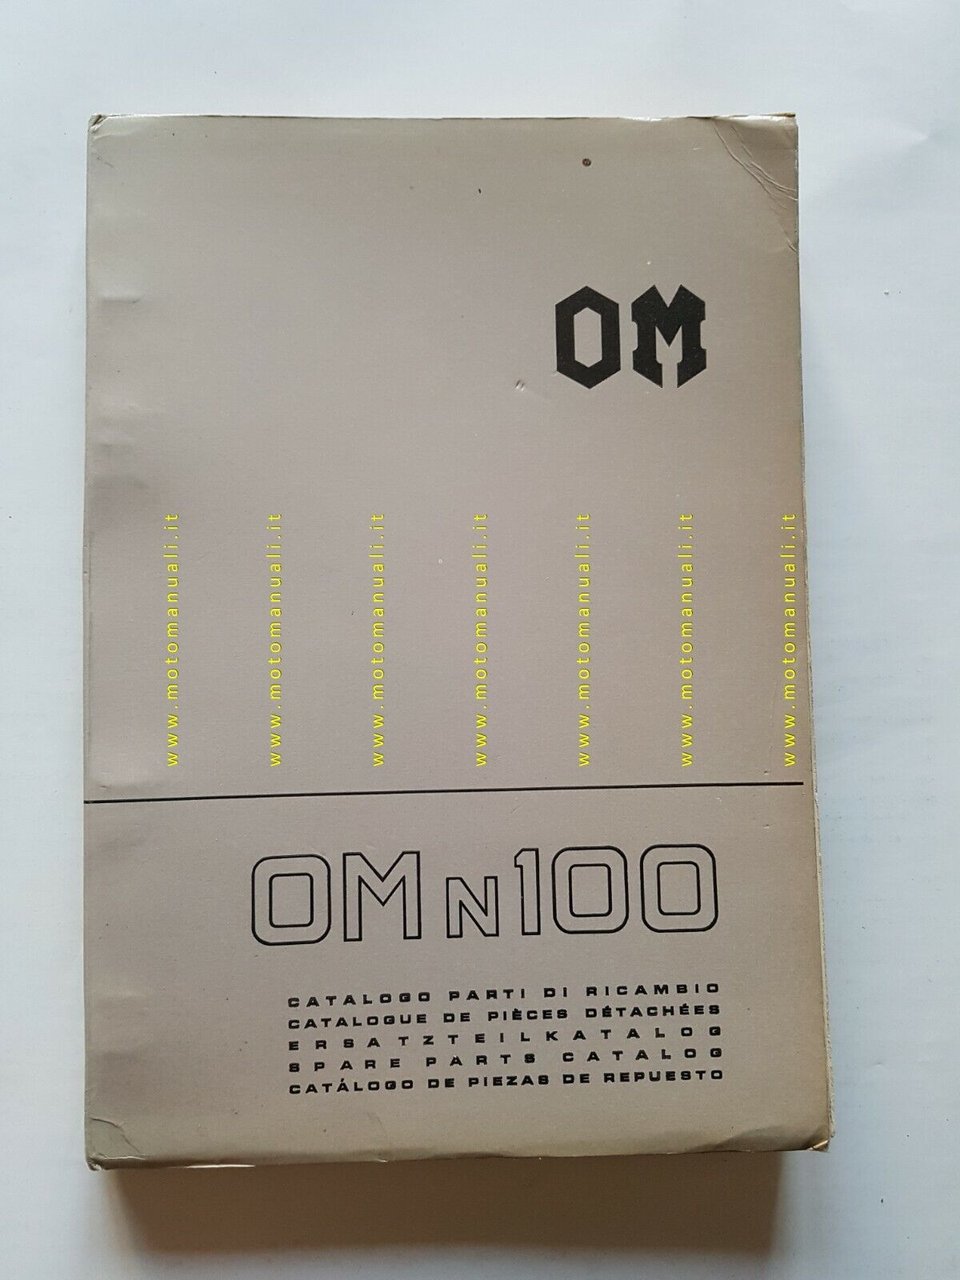 OM
www.motomanuali.it
www.motomanuali.it
www.motomanuali.it
www.motomanuali.it
www.motomanuali.it
www.motomanuali.it
www.motomanuali.it
OM N 100
CATALOGO PARTI DI RICAMBIO
CATALOGUE DE PIÈCES DÉTACHÉES
ERSATZTEILKATALOG
SPARE PARTS CATALOG
CATÁLOGO DE PIEZAS DE REPUESTO